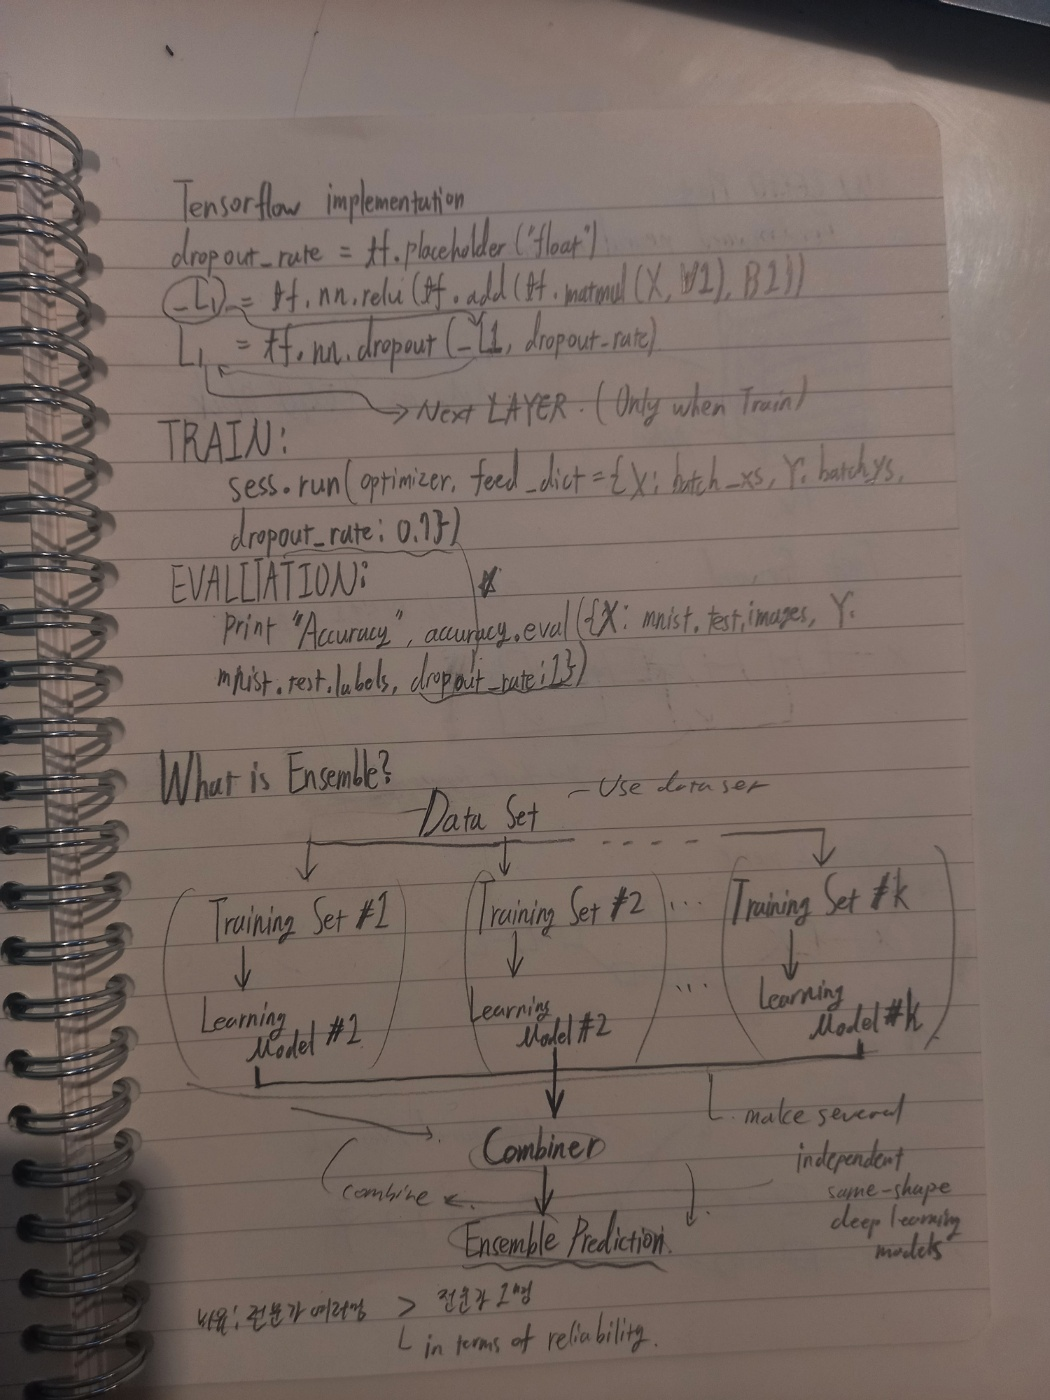 Tensorflow implementation
dropout_rate = tf.placeholder("float")
_L1 = tf.nn.relu(tf.add(tf.matmul(X, W1), B1))
L1 = tf.nn.dropout(_L1, dropout_rate)
→ Next LAYER. (Only when Train)
TRAIN:
sess.run(optimizer, feed_dict={X: batch_xs, Y: batch_ys,
dropout_rate: 0.7})
EVALUATION:
print "Accuracy", accuracy.eval({X: mnist.test.images, Y:
mnist.test.labels, dropout_rate:1})
What is Ensemble?
Data Set - Use data set
Training Set #1 Training Set #2 ... Training Set #k
Learning Learning ... Learning
Model #1 Model #2 Model #k
make several
Combiner independent
combine same-shape
deep learning
Ensemble Prediction. models
비유: 전문가 여러명 > 전문가 1명
in terms of reliability.